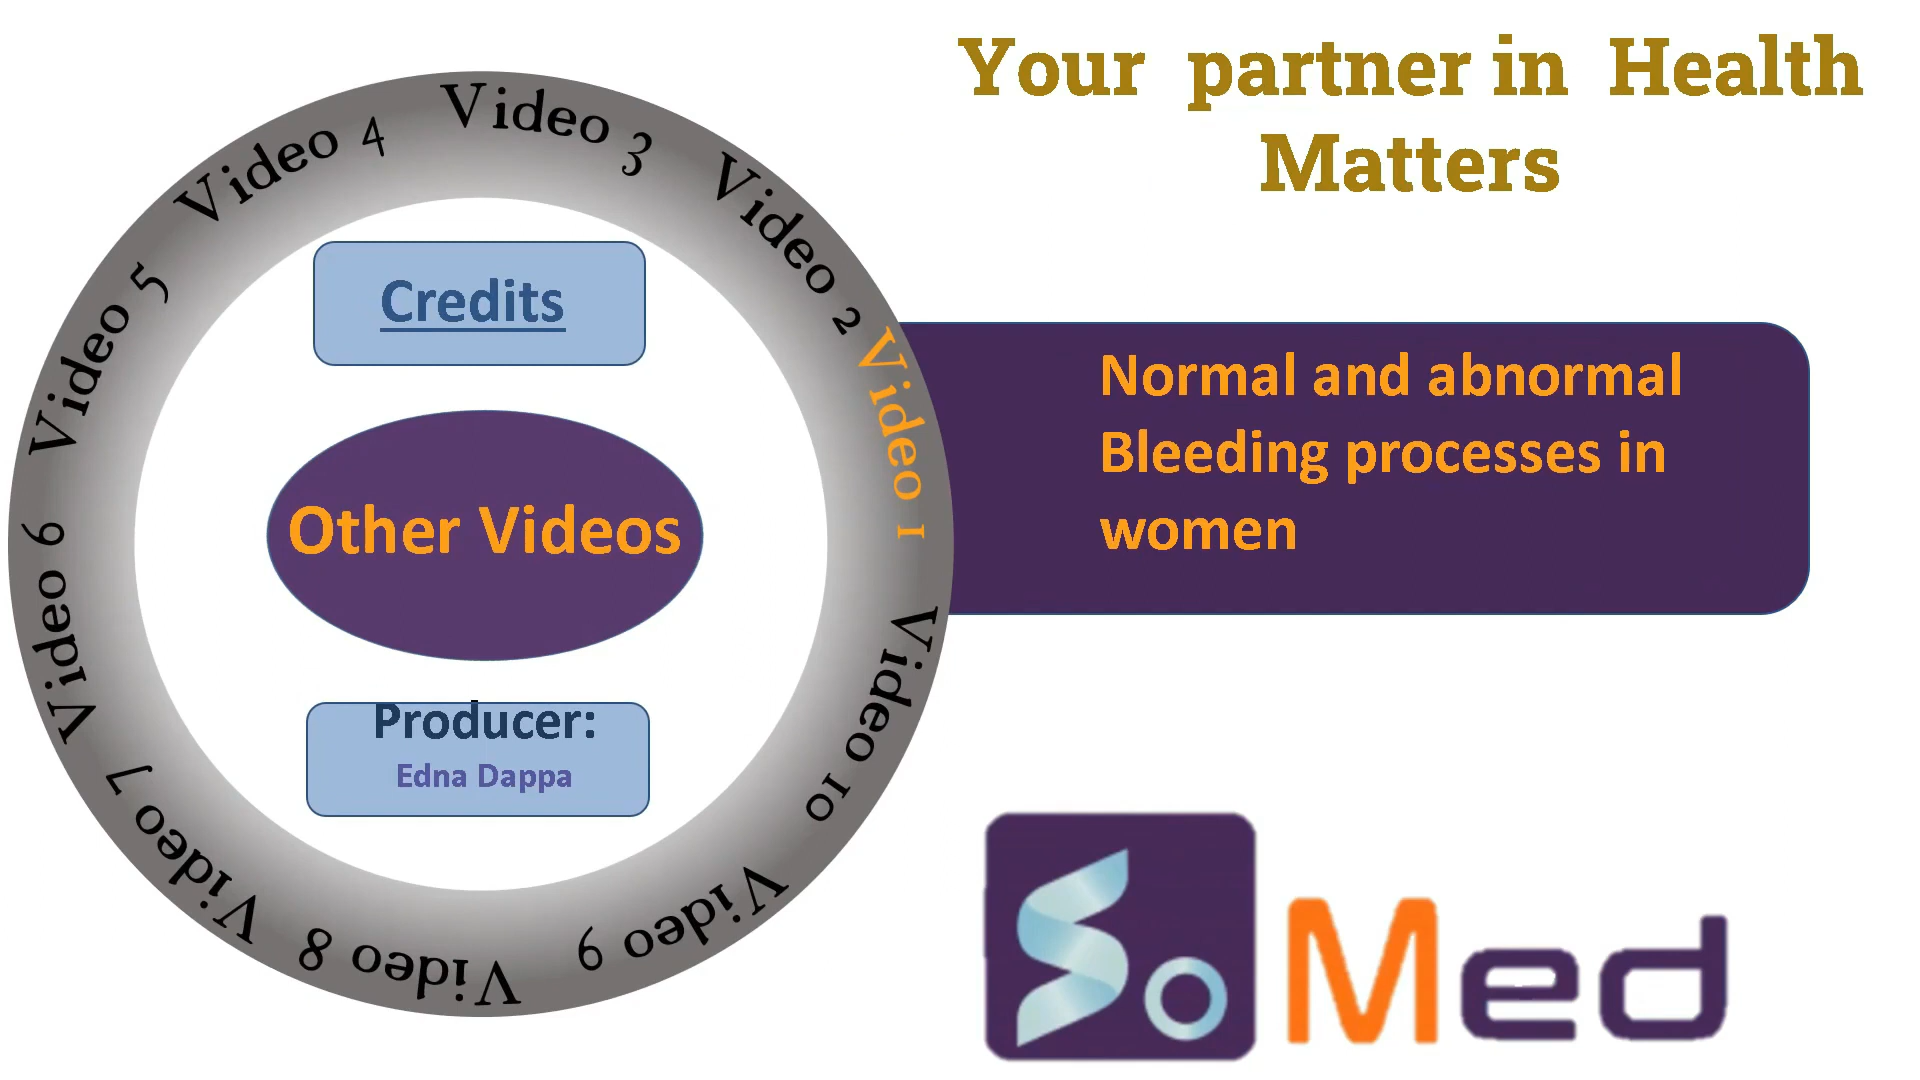 Your partner in Health
Matters
Video 1
Video 2
Video 3
Video 4
Video 5
Video 6
Video 7
Video 8
Video 9
Video 10
Credits
Other Videos
Producer:
Edna Dappa
Normal and abnormal
Bleeding processes in
women
SoMed